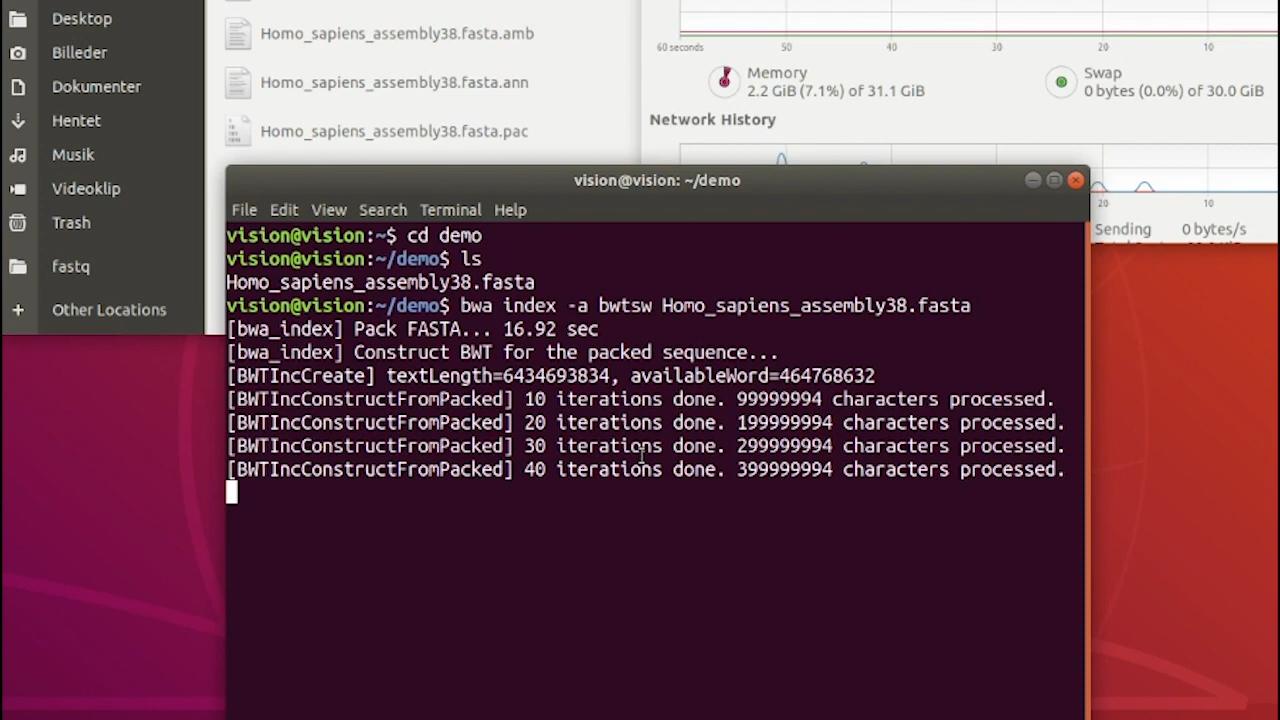 Desktop
Billeder
Dokumenter
Hentet
Musik
Videoklip
Trash
fastq
Other Locations
Homo_sapiens_assembly38.fasta.amb
Homo_sapiens_assembly38.fasta.ann
Homo_sapiens_assembly38.fasta.pac
60 seconds 50 40 30 20 10
Memory
2.2 GiB (7.1%) of 31.1 GiB
Swap
0 bytes (0.0%) of 30.0 GiB
Network History
20 10
Sending 0 bytes/s
vision@vision: ~/demo
File Edit View Search Terminal Help
vision@vision:~$ cd demo
vision@vision:~/demo$ ls
Homo_sapiens_assembly38.fasta
vision@vision:~/demo$ bwa index -a bwtsw Homo_sapiens_assembly38.fasta
[bwa_index] Pack FASTA... 16.92 sec
[bwa_index] Construct BWT for the packed sequence...
[BWTIncCreate] textLength=6434693834, availableWord=464768632
[BWTIncConstructFromPacked] 10 iterations done. 99999994 characters processed.
[BWTIncConstructFromPacked] 20 iterations done. 199999994 characters processed.
[BWTIncConstructFromPacked] 30 iterations done. 299999994 characters processed.
[BWTIncConstructFromPacked] 40 iterations done. 399999994 characters processed.